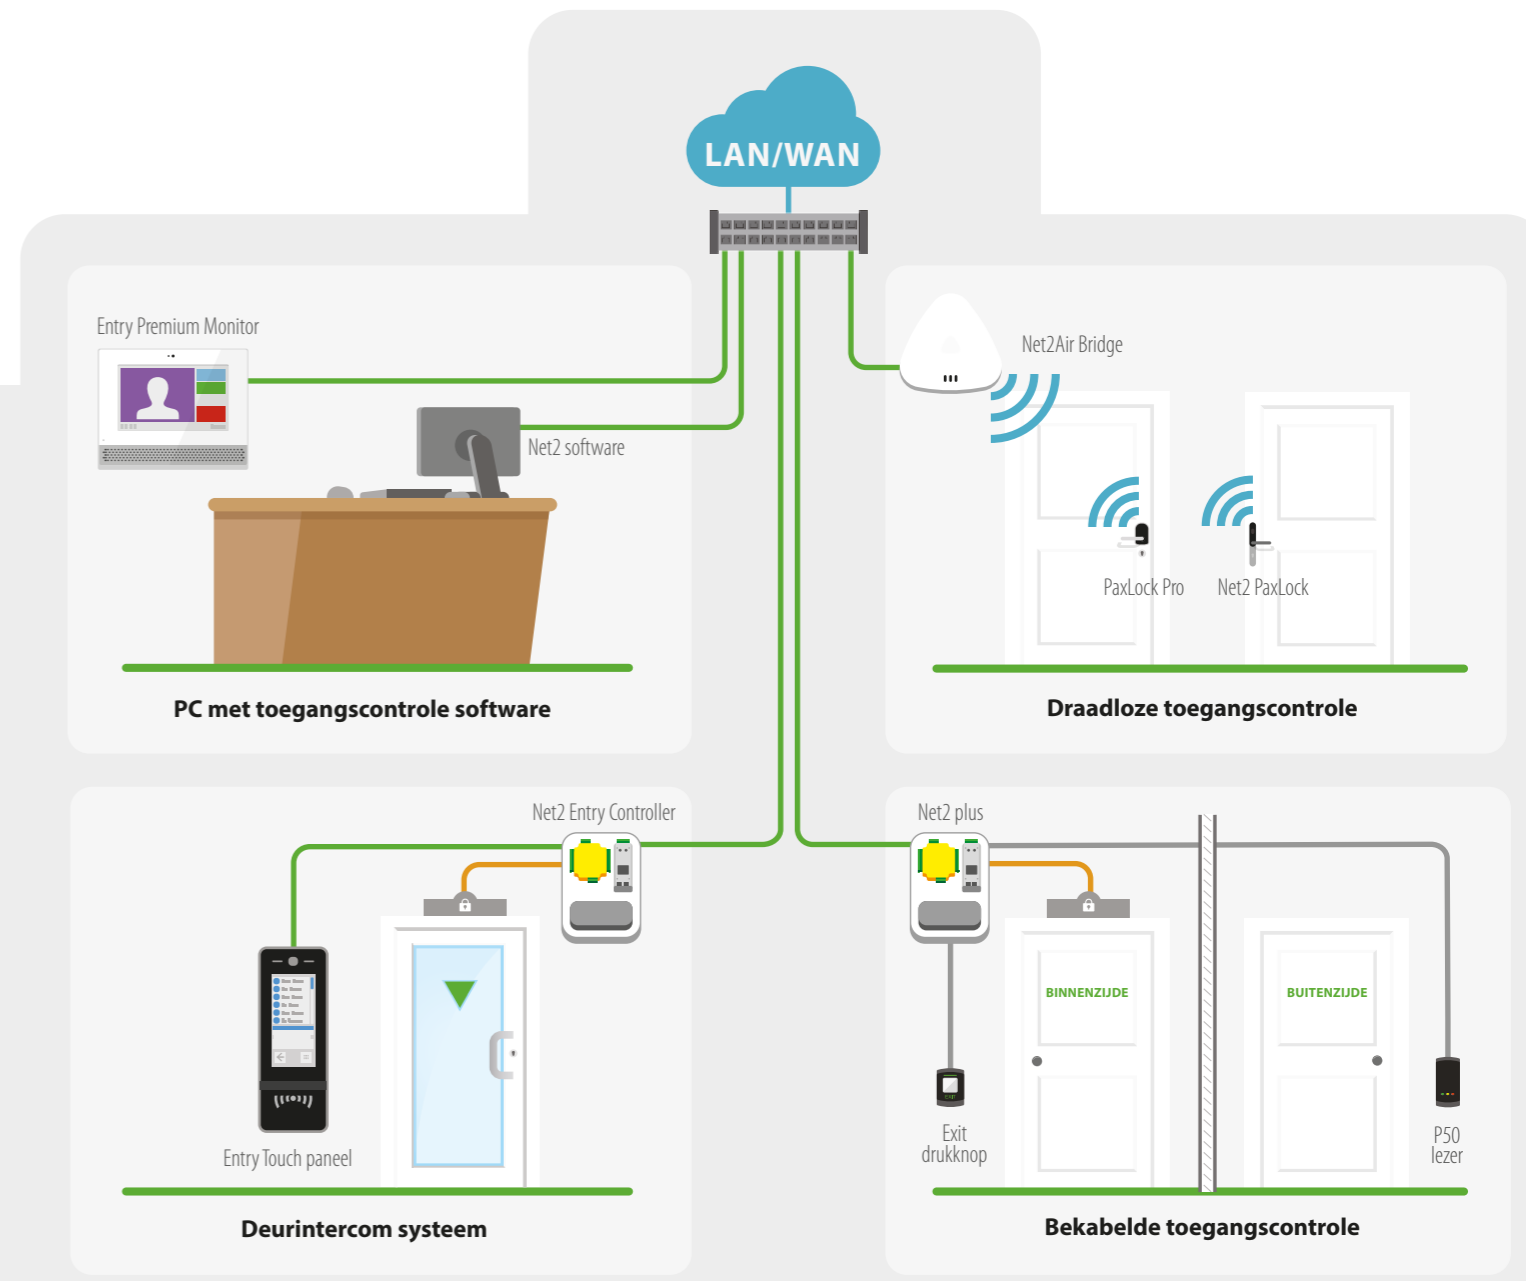 LAN/WAN
Entry Premium Monitor
Net2 software
PC met toegangscontrole software
Net2Air Bridge
PaxLock Pro
Net2 PaxLock
Draadloze toegangscontrole
Net2 Entry Controller
Entry Touch paneel
Deurintercom systeem
Net2 plus
BINNENZIJDE
BUITENZIJDE
EXIT
Exit
drukknop
P50
lezer
Bekabelde toegangscontrole